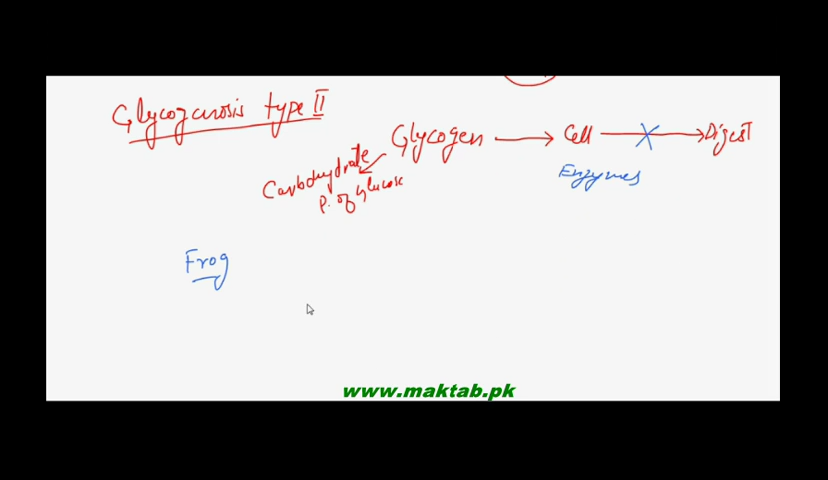 Glycogenosis type II
Glycogen → Cell → Digest
Carbohydrate
P. of Glucose
Enzymes
Frog
www.maktab.pk